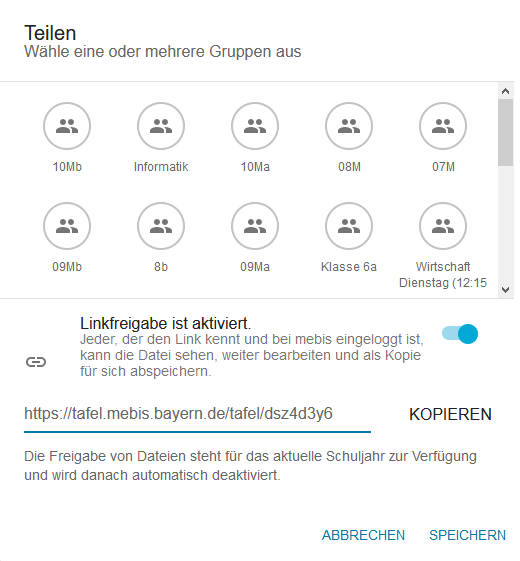 Teilen
Wähle eine oder mehrere Gruppen aus
10Mb Informatik 10Ma 08M 07M
09Mb 8b 09Ma Klasse 6a Wirtschaft
Dienstag (12:15
Linkfreigabe ist aktiviert.
Jeder, der den Link kennt und bei mebis eingeloggt ist,
kann die Datei sehen, weiter bearbeiten und als Kopie
für sich abspeichern.
https://tafel.mebis.bayern.de/tafel/dsz4d3y6 KOPIEREN
Die Freigabe von Dateien steht für das aktuelle Schuljahr zur Verfügung
und wird danach automatisch deaktiviert.
ABBRECHEN SPEICHERN